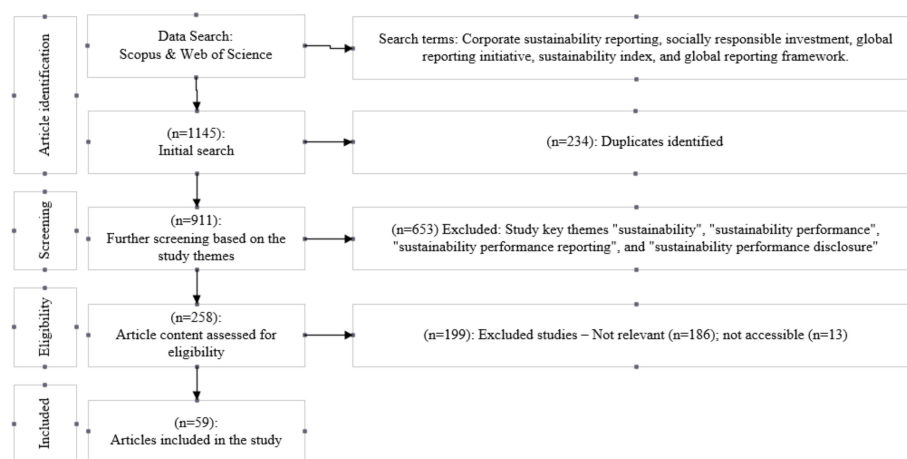 Article identification
Data Search:
Scopus & Web of Science
Search terms: Corporate sustainability reporting, socially responsible investment, global
reporting initiative, sustainability index, and global reporting framework.
(n=1145):
Initial search
(n=234): Duplicates identified
Screening
(n=911):
Further screening based on the
study themes
(n=653) Excluded: Study key themes "sustainability", "sustainability performance",
"sustainability performance reporting", and "sustainability performance disclosure"
Eligibility
(n=258):
Article content assessed for
eligibility
(n=199): Excluded studies – Not relevant (n=186); not accessible (n=13)
Included
(n=59):
Articles included in the study